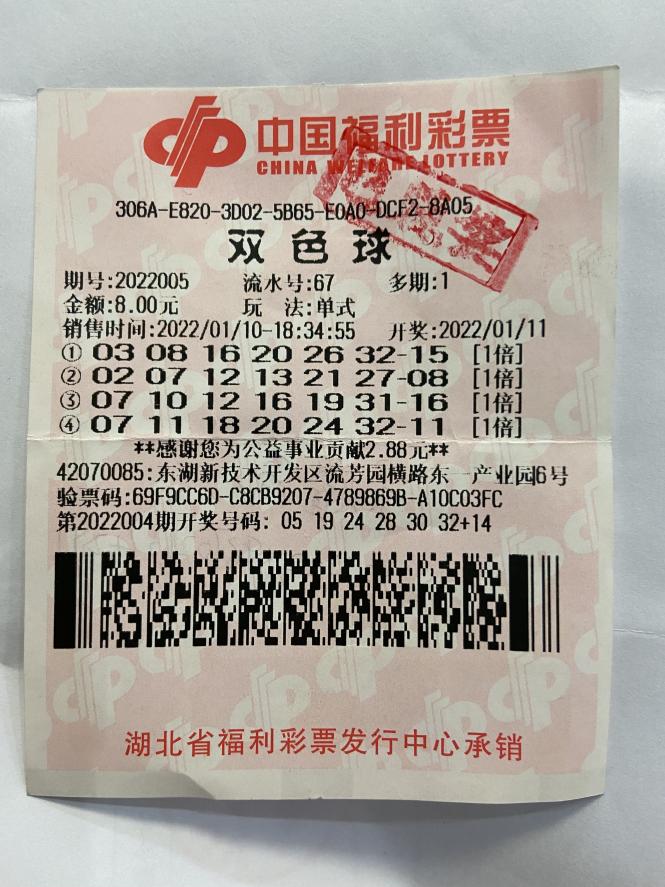 中国福利彩票
CHINA WELFARE LOTTERY
306A-E820-3D02-5B65-E0A0-DCF2-8A05
双色球
期号:2022005 流水号:67 多期:1
金额:8.00元 玩 法:单式
销售时间:2022/01/10-18:34:55 开奖:2022/01/11
① 03 08 16 20 26 32-15 [1倍]
② 02 07 12 13 21 27-08 [1倍]
③ 07 10 12 16 19 31-16 [1倍]
④ 07 11 18 20 24 32-11 [1倍]
**感谢您为公益事业贡献2.88元**
42070085:东湖新技术开发区流芳园横路东一产业园6号
验票码:69F9CC6D-C8CB9207-4789869B-A10C03FC
第2022004期开奖号码: 05 19 24 28 30 32+14
湖北省福利彩票发行中心承销